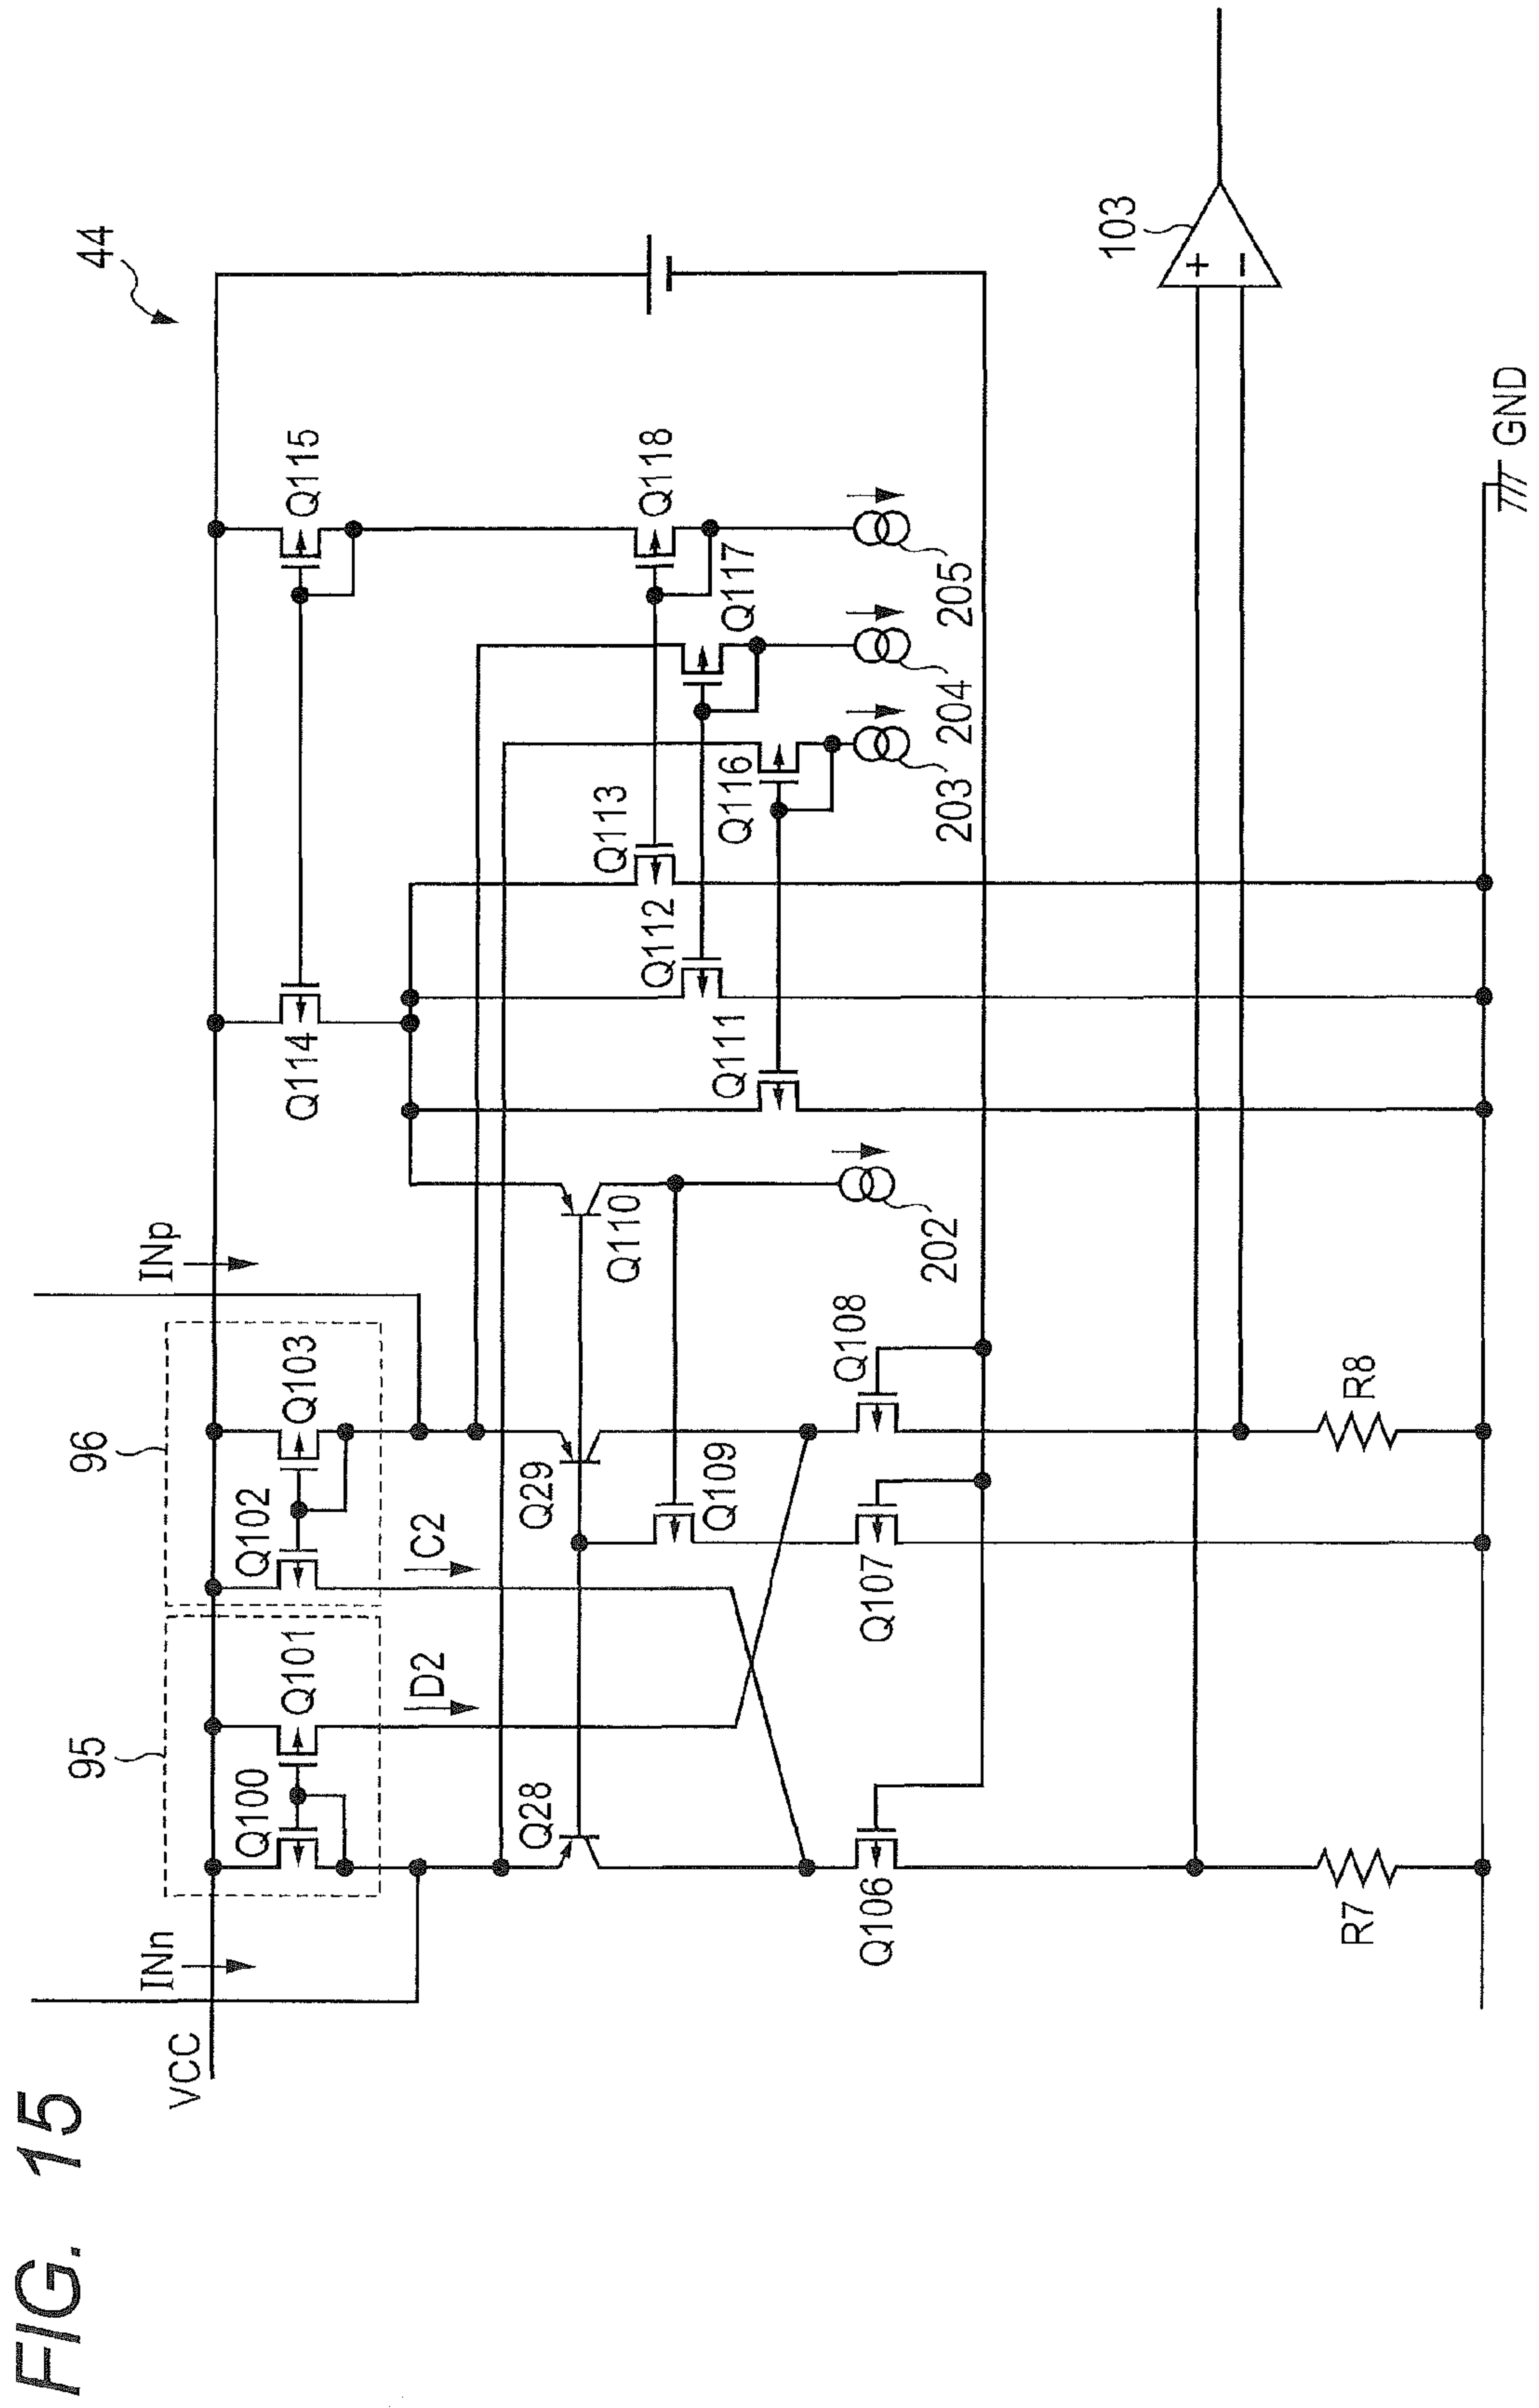 FIG. 15
44
VCC
INn
INp
95
96
Q100
Q101
Q102
Q103
D2
C2
Q114
Q115
Q28
Q29
Q110
Q113
Q118
Q112
Q117
Q111
Q116
Q109
202
203
204
205
Q106
Q107
Q108
103
+
−
R7
R8
GND